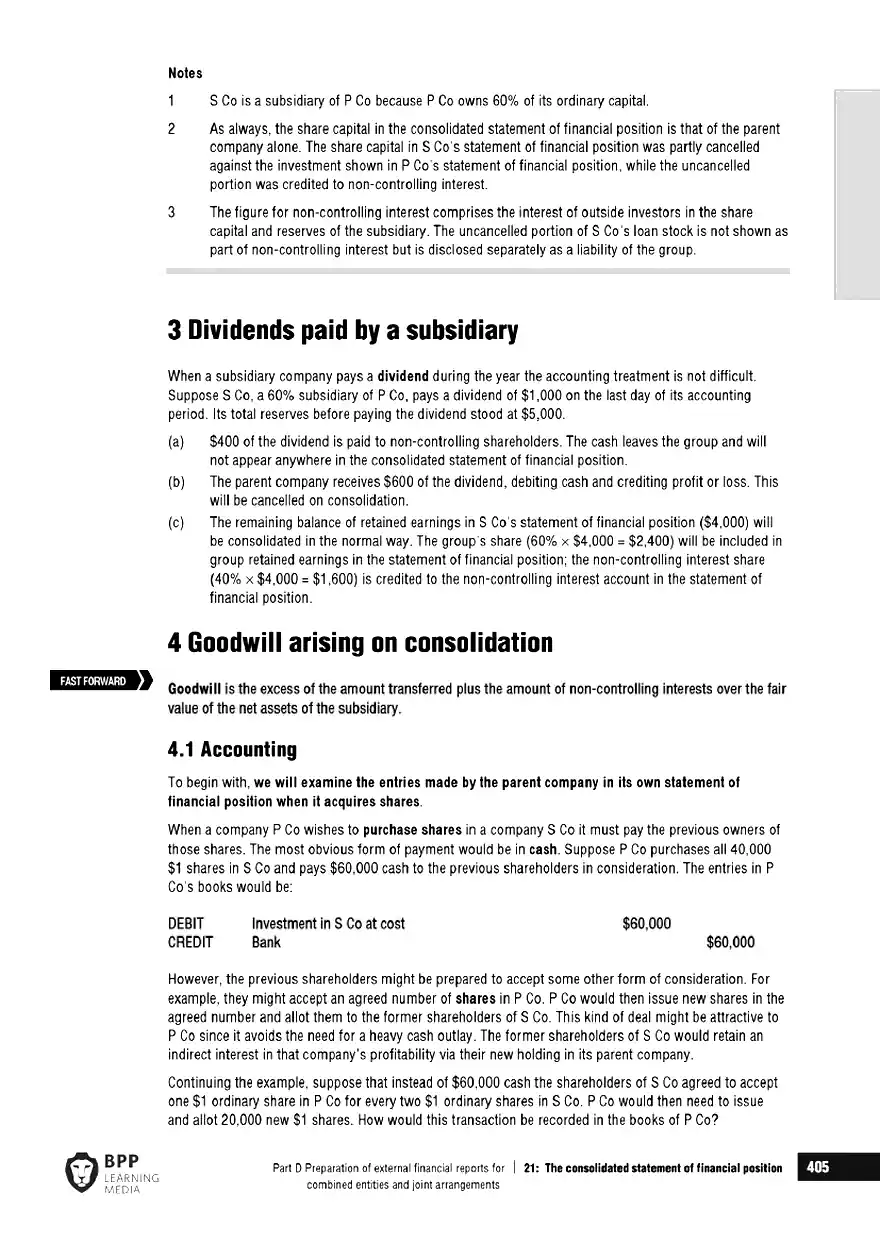 Notes
1 S Co is a subsidiary of P Co because P Co owns 60% of its ordinary capital.
2 As always, the share capital in the consolidated statement of financial position is that of the parent
company alone. The share capital in S Co's statement of financial position was partly cancelled
against the investment shown in P Co's statement of financial position, while the uncancelled
portion was credited to non-controlling interest.
3 The figure for non-controlling interest comprises the interest of outside investors in the share
capital and reserves of the subsidiary. The uncancelled portion of S Co's loan stock is not shown as
part of non-controlling interest but is disclosed separately as a liability of the group.
3 Dividends paid by a subsidiary
When a subsidiary company pays a dividend during the year the accounting treatment is not difficult.
Suppose S Co, a 60% subsidiary of P Co, pays a dividend of $1,000 on the last day of its accounting
period. Its total reserves before paying the dividend stood at $5,000.
(a) $400 of the dividend is paid to non-controlling shareholders. The cash leaves the group and will
not appear anywhere in the consolidated statement of financial position.
(b) The parent company receives $600 of the dividend, debiting cash and crediting profit or loss. This
will be cancelled on consolidation.
(c) The remaining balance of retained earnings in S Co's statement of financial position ($4,000) will
be consolidated in the normal way. The group's share (60% × $4,000 = $2,400) will be included in
group retained earnings in the statement of financial position; the non-controlling interest share
(40% × $4,000 = $1,600) is credited to the non-controlling interest account in the statement of
financial position.
4 Goodwill arising on consolidation
FAST FORWARD
Goodwill is the excess of the amount transferred plus the amount of non-controlling interests over the fair
value of the net assets of the subsidiary.
4.1 Accounting
To begin with, we will examine the entries made by the parent company in its own statement of
financial position when it acquires shares.
When a company P Co wishes to purchase shares in a company S Co it must pay the previous owners of
those shares. The most obvious form of payment would be in cash. Suppose P Co purchases all 40,000
$1 shares in S Co and pays $60,000 cash to the previous shareholders in consideration. The entries in P
Co's books would be:
DEBIT Investment in S Co at cost $60,000
CREDIT Bank $60,000
However, the previous shareholders might be prepared to accept some other form of consideration. For
example, they might accept an agreed number of shares in P Co. P Co would then issue new shares in the
agreed number and allot them to the former shareholders of S Co. This kind of deal might be attractive to
P Co since it avoids the need for a heavy cash outlay. The former shareholders of S Co would retain an
indirect interest in that company's profitability via their new holding in its parent company.
Continuing the example, suppose that instead of $60,000 cash the shareholders of S Co agreed to accept
one $1 ordinary share in P Co for every two $1 ordinary shares in S Co. P Co would then need to issue
and allot 20,000 new $1 shares. How would this transaction be recorded in the books of P Co?
BPP
LEARNING
MEDIA
Part D Preparation of external financial reports for | 21: The consolidated statement of financial position 405
combined entities and joint arrangements